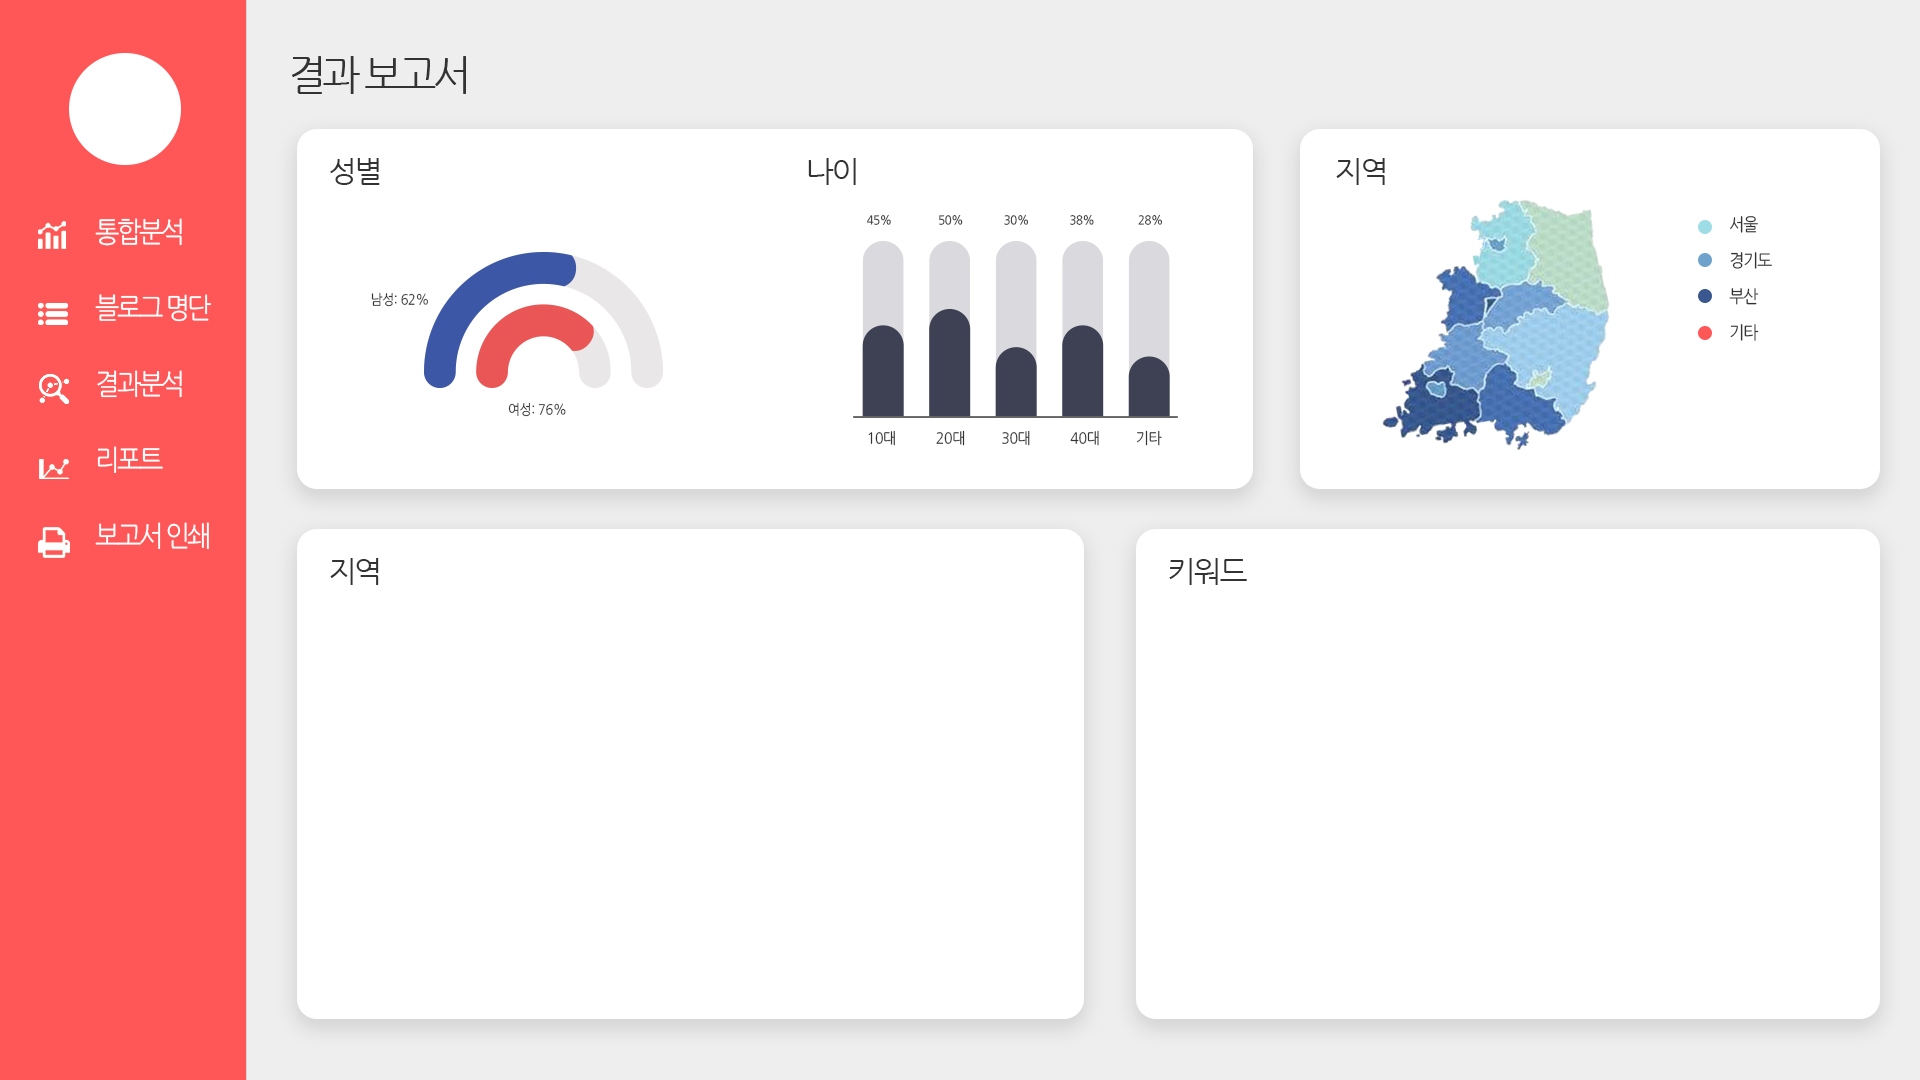 통합분석
블로그 명단
결과분석
리포트
보고서 인쇄
결과 보고서
성별
남성: 62%
여성: 76%
나이
45% 50% 30% 38% 28%
10대 20대 30대 40대 기타
지역
서울
경기도
부산
기타
지역
키워드